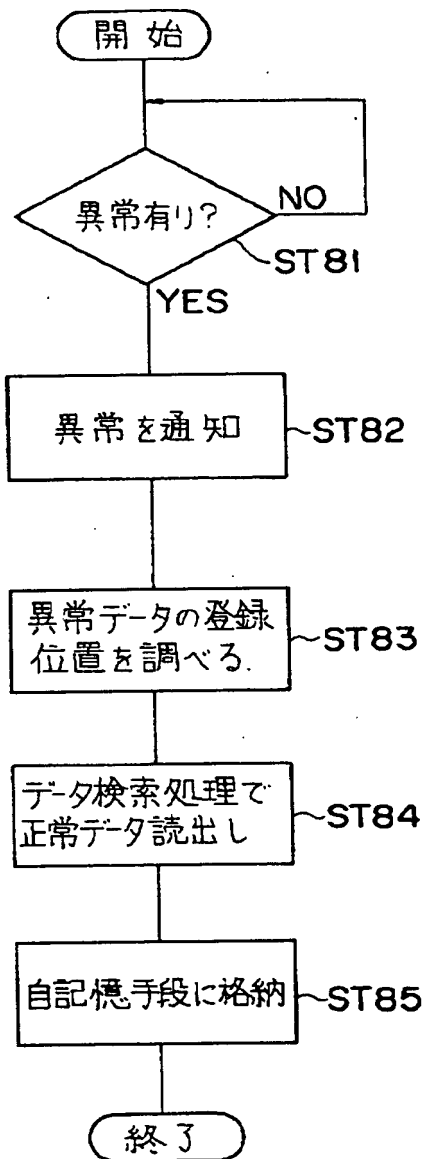 開始
異常有り?
NO
ST81
YES
異常を通知
ST82
異常データの登録
位置を調べる.
ST83
データ検索処理で
正常データ読出し
ST84
自記憶手段に格納
ST85
終了